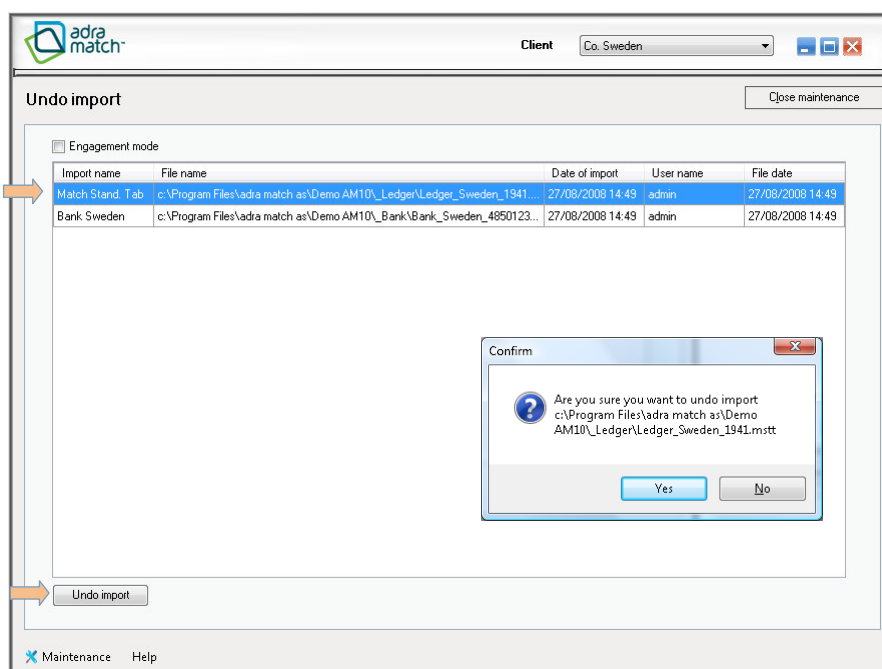 adra
match™
Client
Co. Sweden
Undo import
Close maintenance
Engagement mode
Import name File name Date of import User name File date
Match Stand. Tab c:\Program Files\adra match as\Demo AM10\_Ledger\Ledger_Sweden_1941.... 27/08/2008 14:49 admin 27/08/2008 14:49
Bank Sweden c:\Program Files\adra match as\Demo AM10\_Bank\Bank_Sweden_4850123... 27/08/2008 14:49 admin 27/08/2008 14:49
Confirm
Are you sure you want to undo import
c:\Program Files\adra match as\Demo
AM10\_Ledger\Ledger_Sweden_1941.mstt
Yes No
Undo import
Maintenance Help